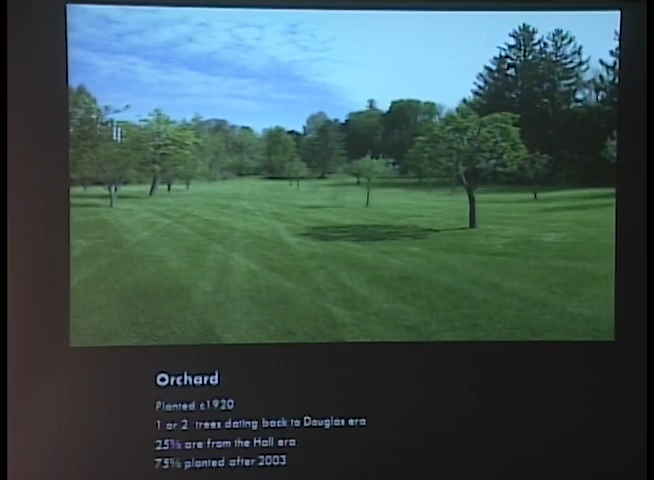 Orchard
Planted c1920
1 or 2 trees dating back to Douglas era
25% are from the Hall era
75% planted after 2003